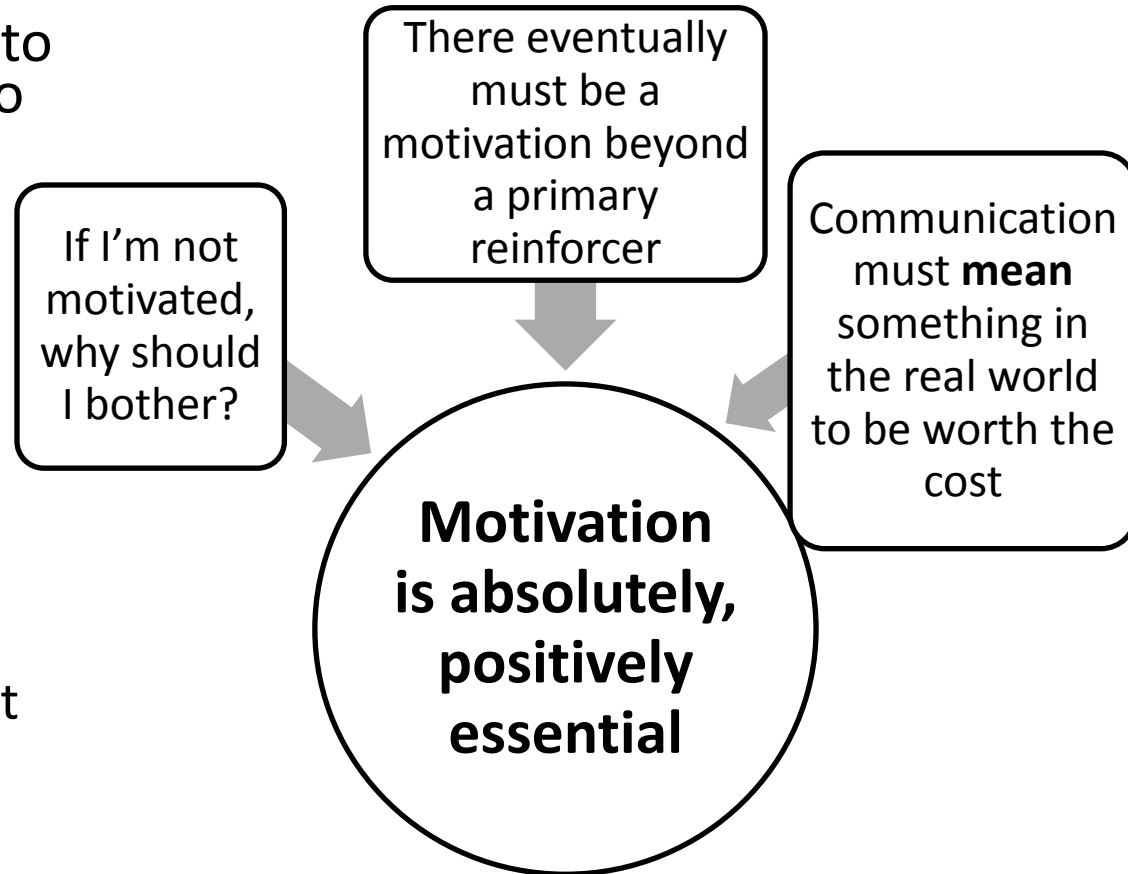 to
o
There eventually
must be a
motivation beyond
a primary
reinforcer
If I’m not
motivated,
why should
I bother?
Communication
must mean
something in
the real world
to be worth the
cost
Motivation
is absolutely,
positively
essential
t